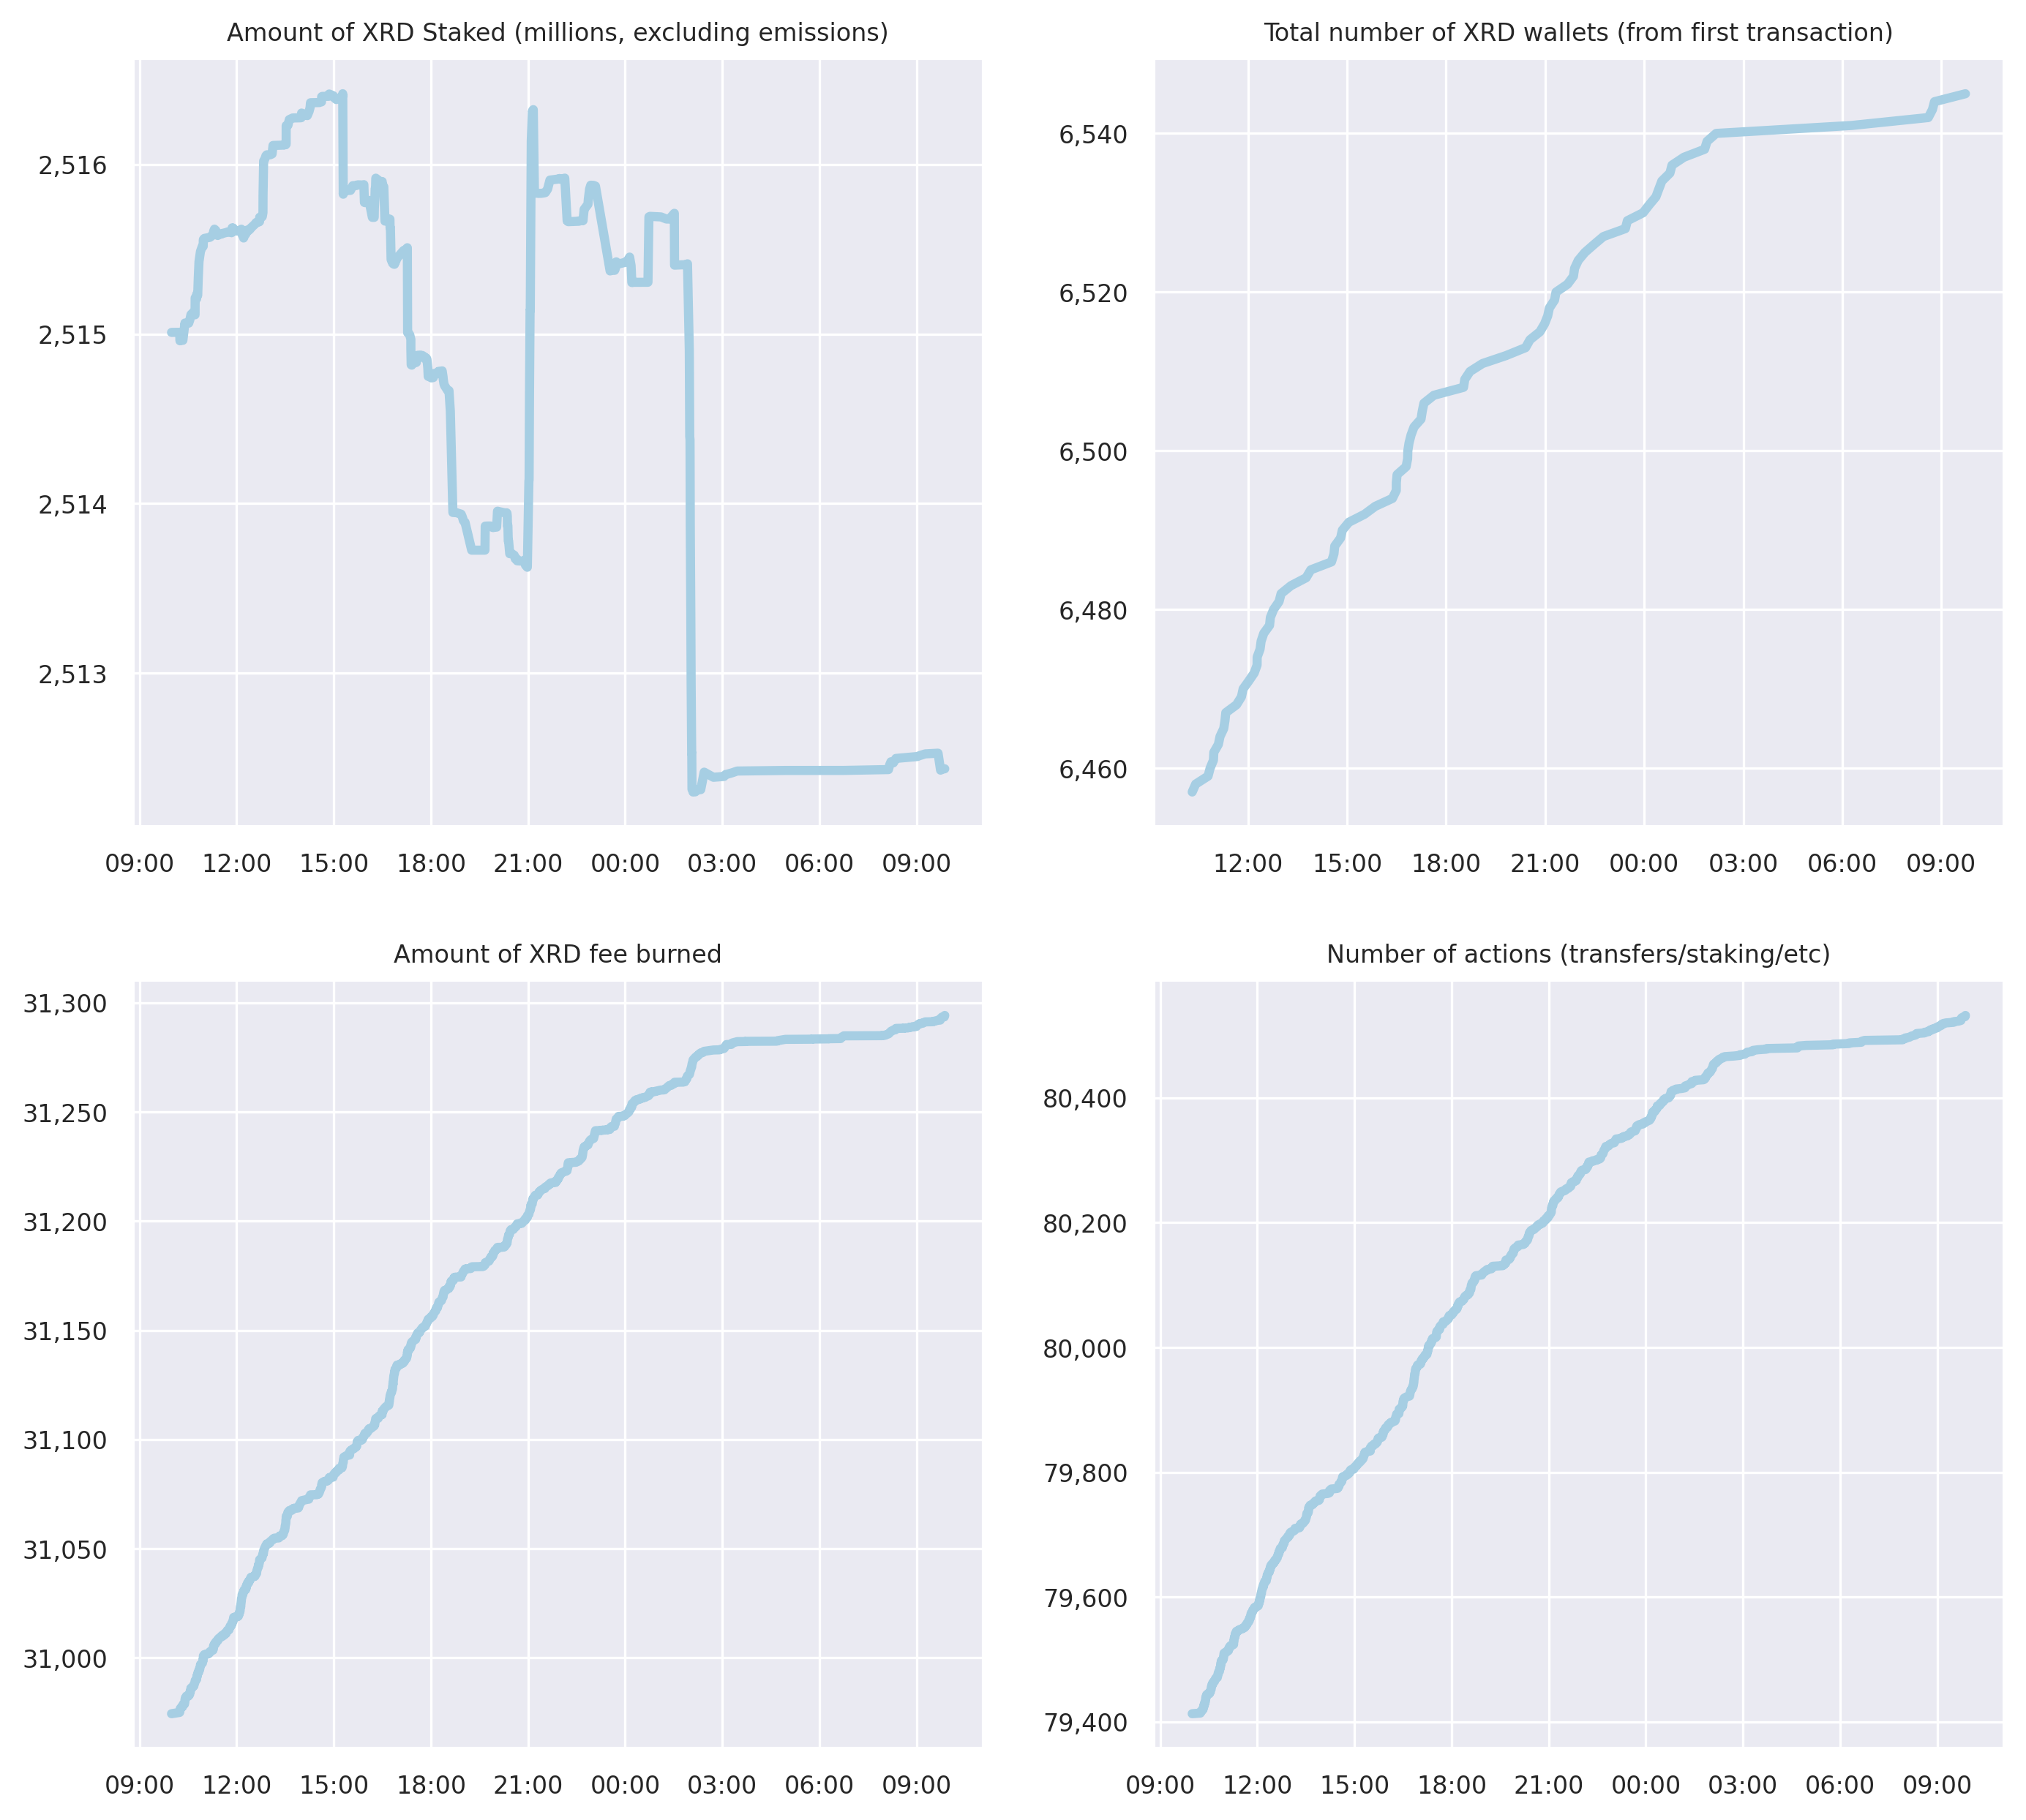 Amount of XRD Staked (millions, excluding emissions)
2,516
2,515
2,514
2,513
09:00 12:00 15:00 18:00 21:00 00:00 03:00 06:00 09:00
Total number of XRD wallets (from first transaction)
6,540
6,520
6,500
6,480
6,460
12:00 15:00 18:00 21:00 00:00 03:00 06:00 09:00
Amount of XRD fee burned
31,300
31,250
31,200
31,150
31,100
31,050
31,000
09:00 12:00 15:00 18:00 21:00 00:00 03:00 06:00 09:00
Number of actions (transfers/staking/etc)
80,400
80,200
80,000
79,800
79,600
79,400
09:00 12:00 15:00 18:00 21:00 00:00 03:00 06:00 09:00